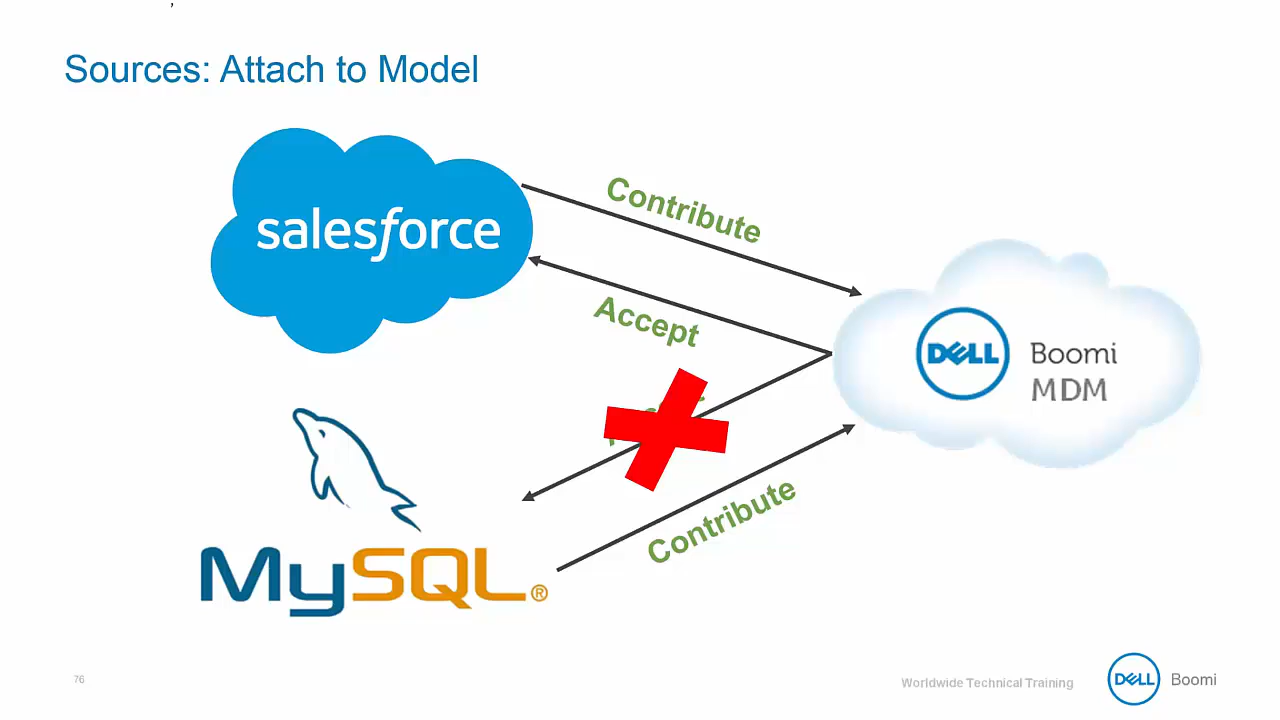 ,
Sources: Attach to Model
salesforce
Contribute
Accept
DELL
Boomi
MDM
Contribute
MySQL®
76
Worldwide Technical Training
DELL
Boomi